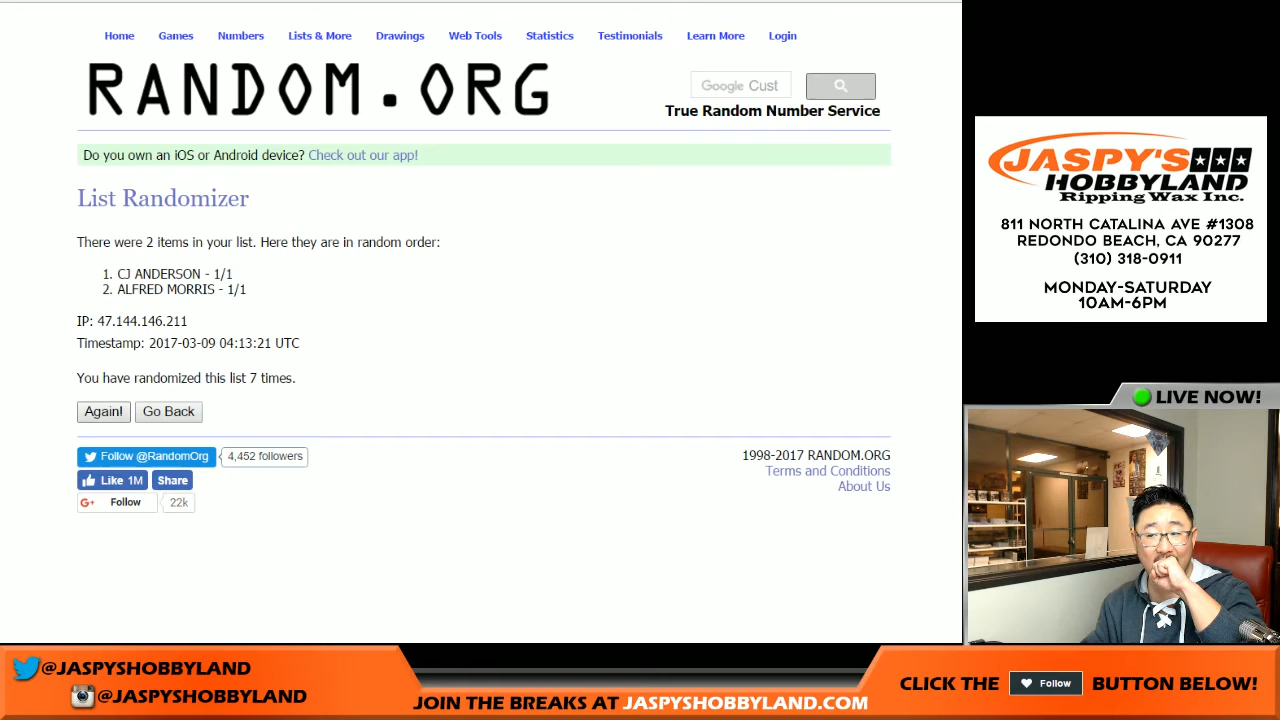 Home Games Numbers Lists & More Drawings Web Tools Statistics Testimonials Learn More Login
RANDOM.ORG
Google Cust
True Random Number Service
Do you own an iOS or Android device? Check out our app!
List Randomizer
There were 2 items in your list. Here they are in random order:
1. CJ ANDERSON - 1/1
2. ALFRED MORRIS - 1/1
IP: 47.144.146.211
Timestamp: 2017-03-09 04:13:21 UTC
You have randomized this list 7 times.
Again! Go Back
Follow @RandomOrg 4,452 followers
Like 1M Share
G+ Follow 22k
1998-2017 RANDOM.ORG
Terms and Conditions
About Us
JASPY'S
HOBBYLAND
Ripping Wax Inc.
811 NORTH CATALINA AVE #1308
REDONDO BEACH, CA 90277
(310) 318-0911
MONDAY-SATURDAY
10AM-6PM
LIVE NOW!
@JASPYSHOBBYLAND
@JASPYSHOBBYLAND
JOIN THE BREAKS AT JASPYSHOBBYLAND.COM
CLICK THE Follow BUTTON BELOW!